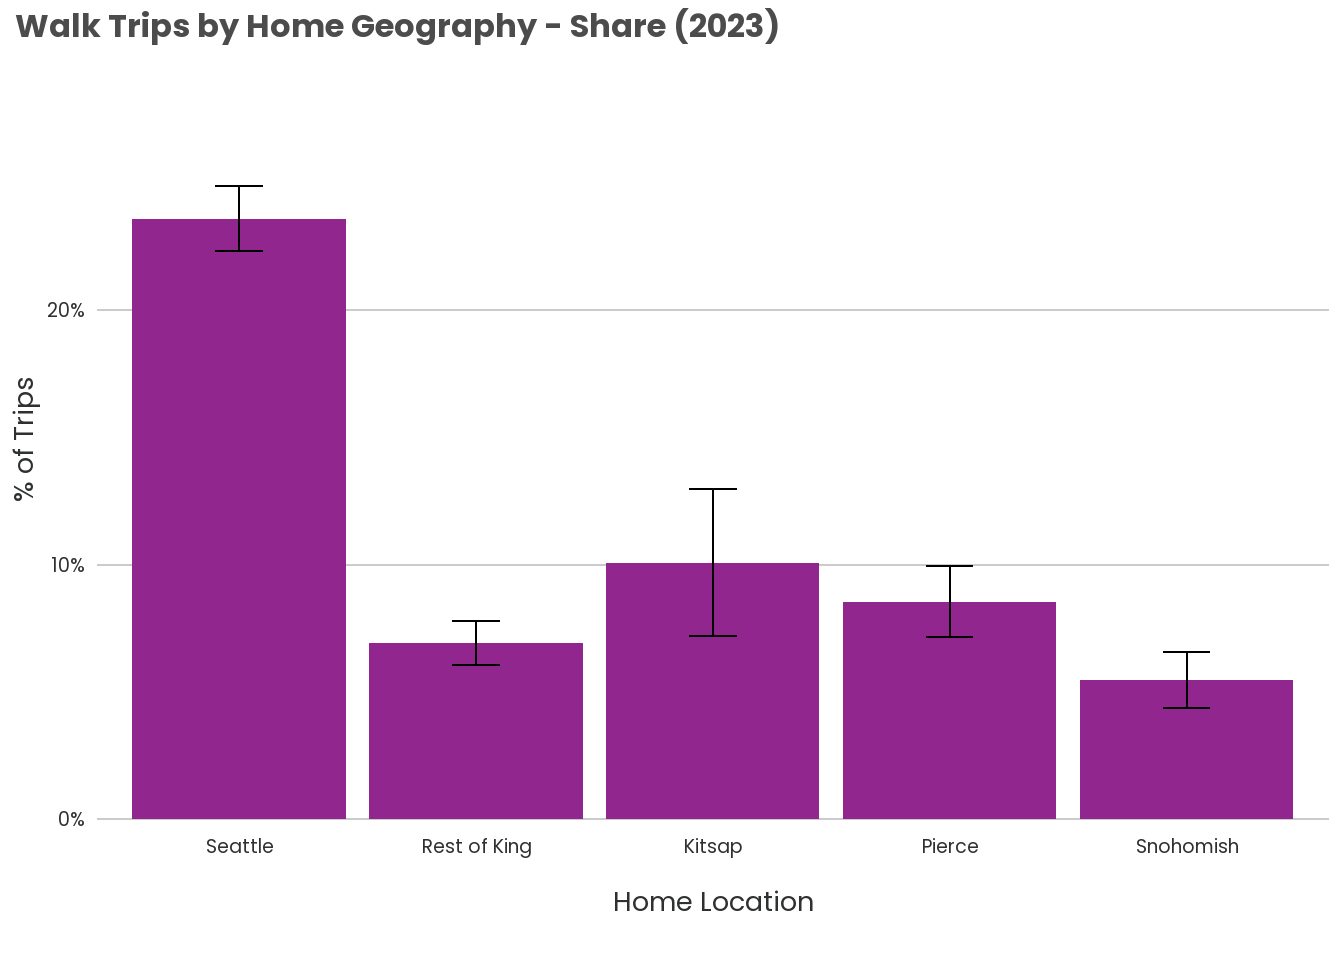 Walk Trips by Home Geography - Share (2023)
20%
10%
0%
% of Trips
Seattle
Rest of King
Kitsap
Pierce
Snohomish
Home Location